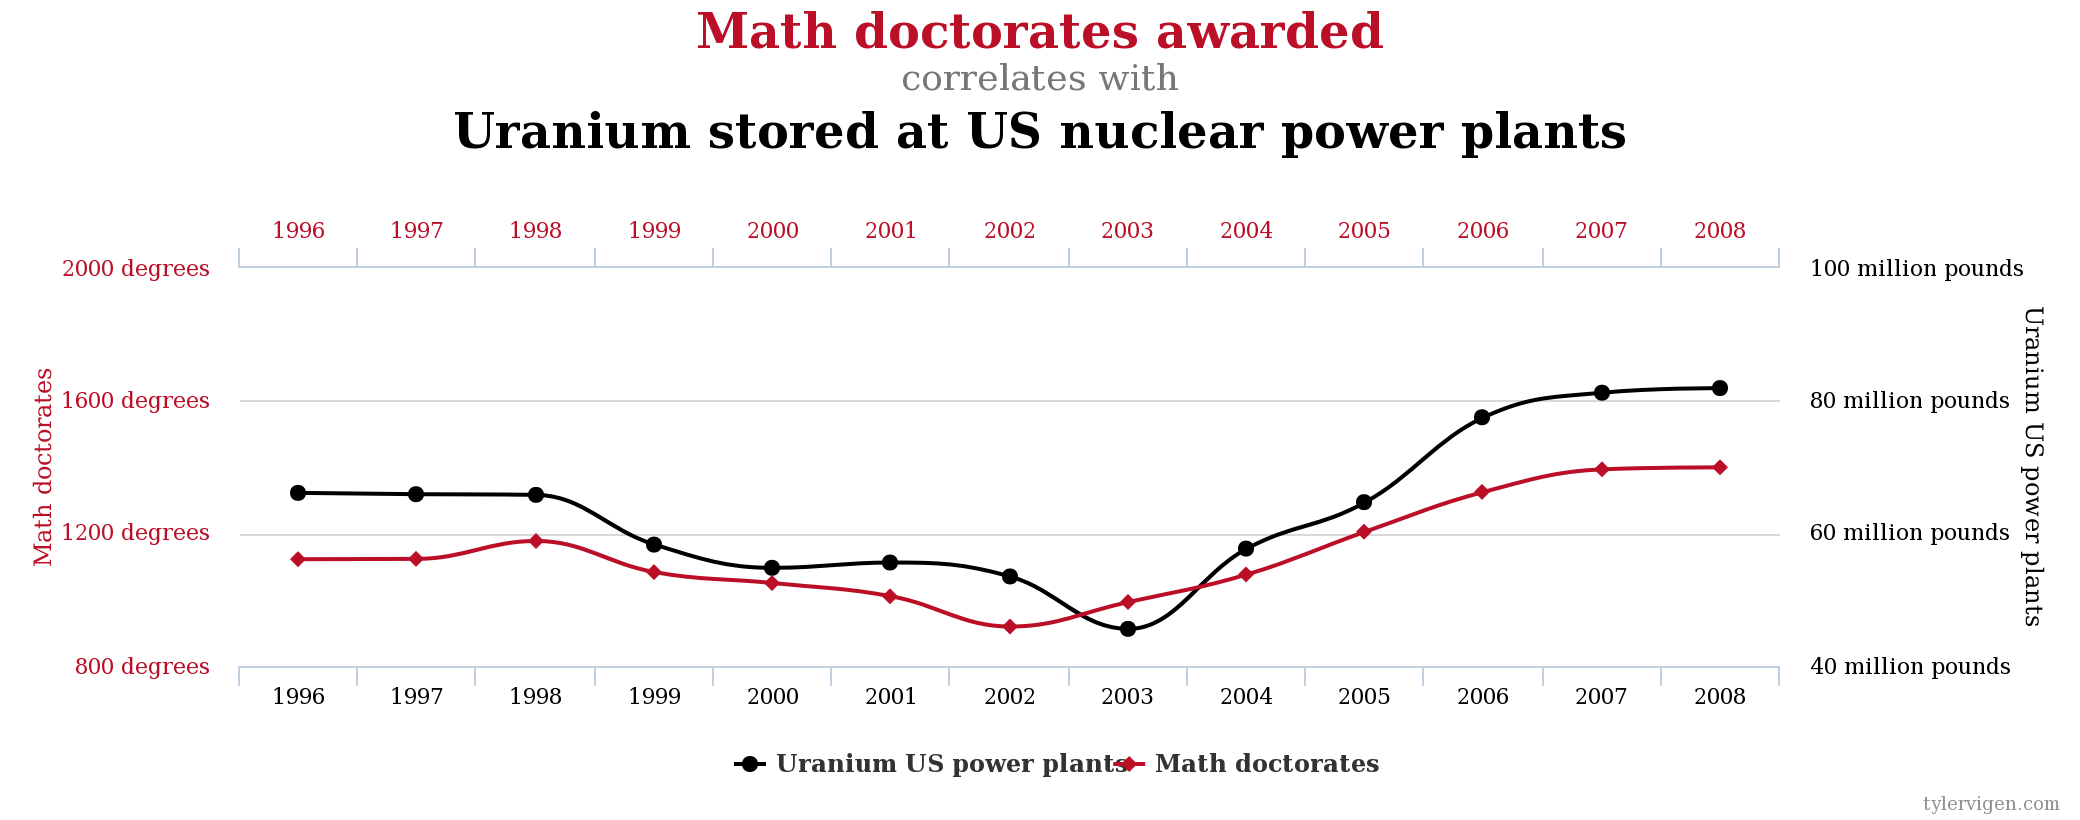 Math doctorates awarded
correlates with
Uranium stored at US nuclear power plants
1996 1997 1998 1999 2000 2001 2002 2003 2004 2005 2006 2007 2008
2000 degrees
100 million pounds
Math doctorates
Uranium US power plants
1600 degrees
80 million pounds
1200 degrees
60 million pounds
800 degrees
40 million pounds
1996 1997 1998 1999 2000 2001 2002 2003 2004 2005 2006 2007 2008
Uranium US power plants Math doctorates
tylervigen.com